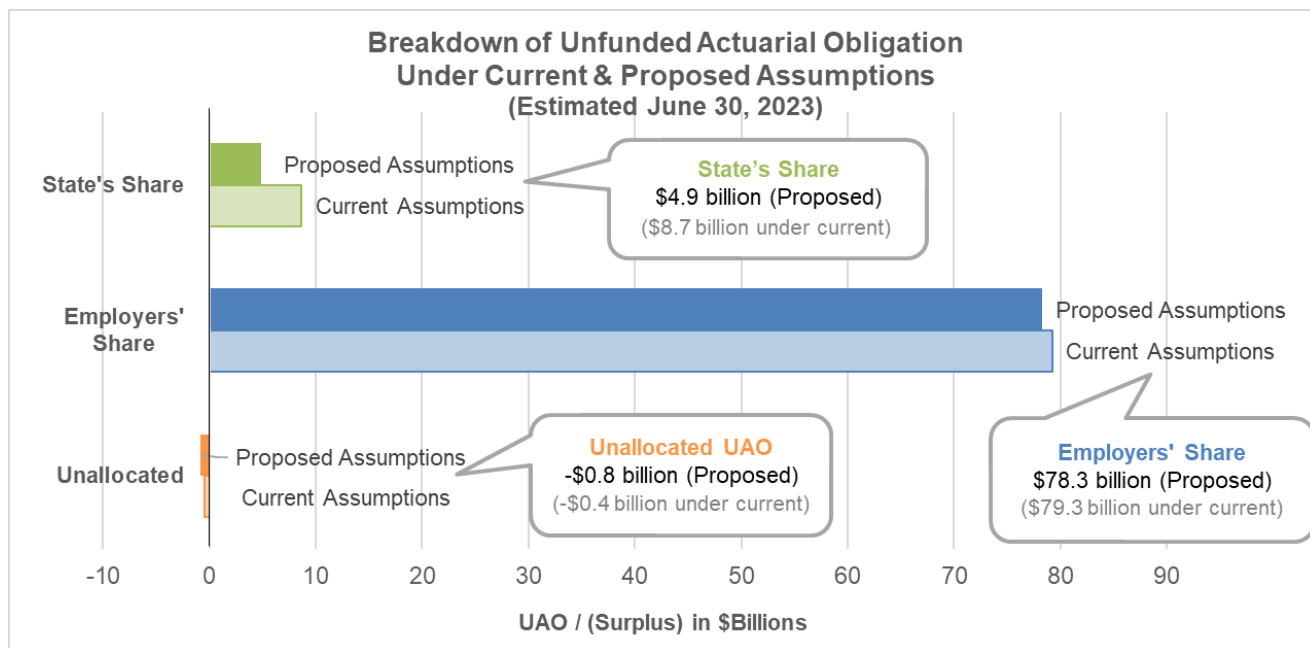 Breakdown of Unfunded Actuarial Obligation
Under Current & Proposed Assumptions
(Estimated June 30, 2023)
State's Share
Proposed Assumptions
Current Assumptions
State's Share
$4.9 billion (Proposed)
($8.7 billion under current)
Employers'
Share
Proposed Assumptions
Current Assumptions
Employers' Share
$78.3 billion (Proposed)
($79.3 billion under current)
Unallocated
Proposed Assumptions
Current Assumptions
Unallocated UAO
-$0.8 billion (Proposed)
(-$0.4 billion under current)
-10 0 10 20 30 40 50 60 70 80 90
UAO / (Surplus) in $Billions